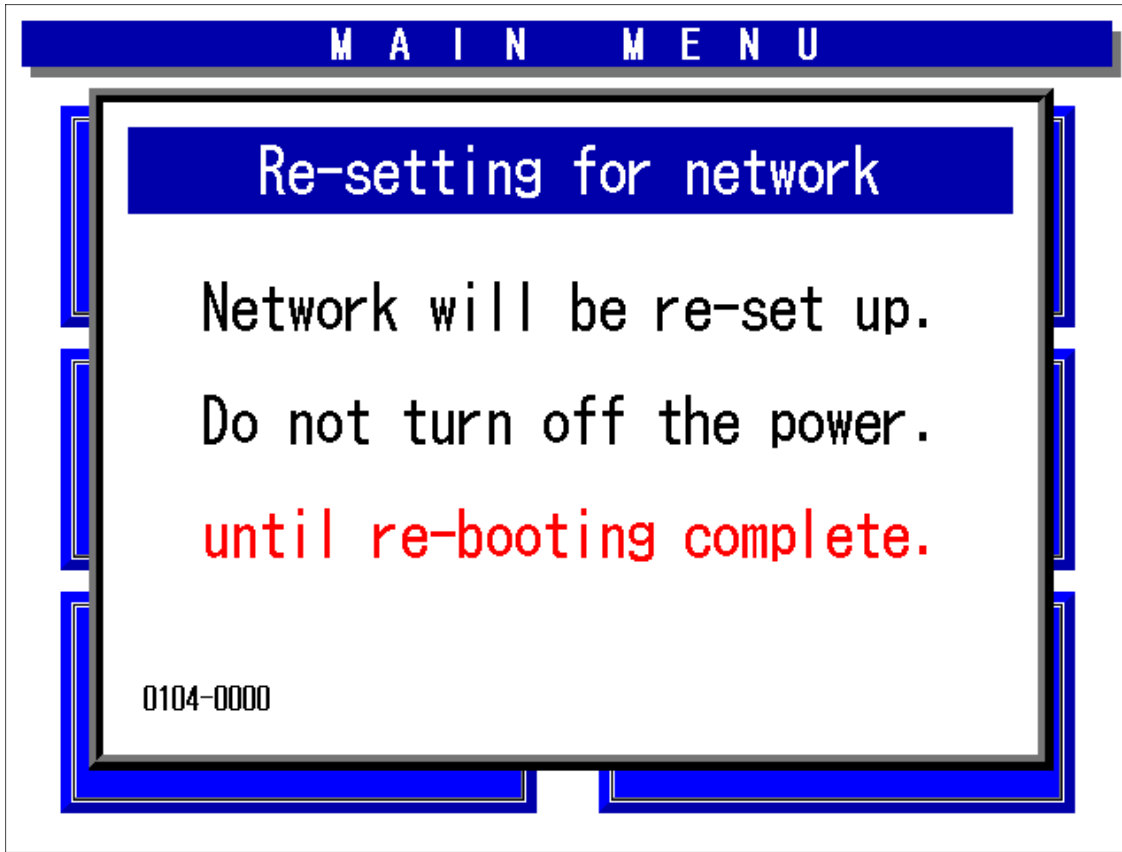 MAIN MENU
Re-setting for network
Network will be re-set up.
Do not turn off the power.
until re-booting complete.
0104-0000